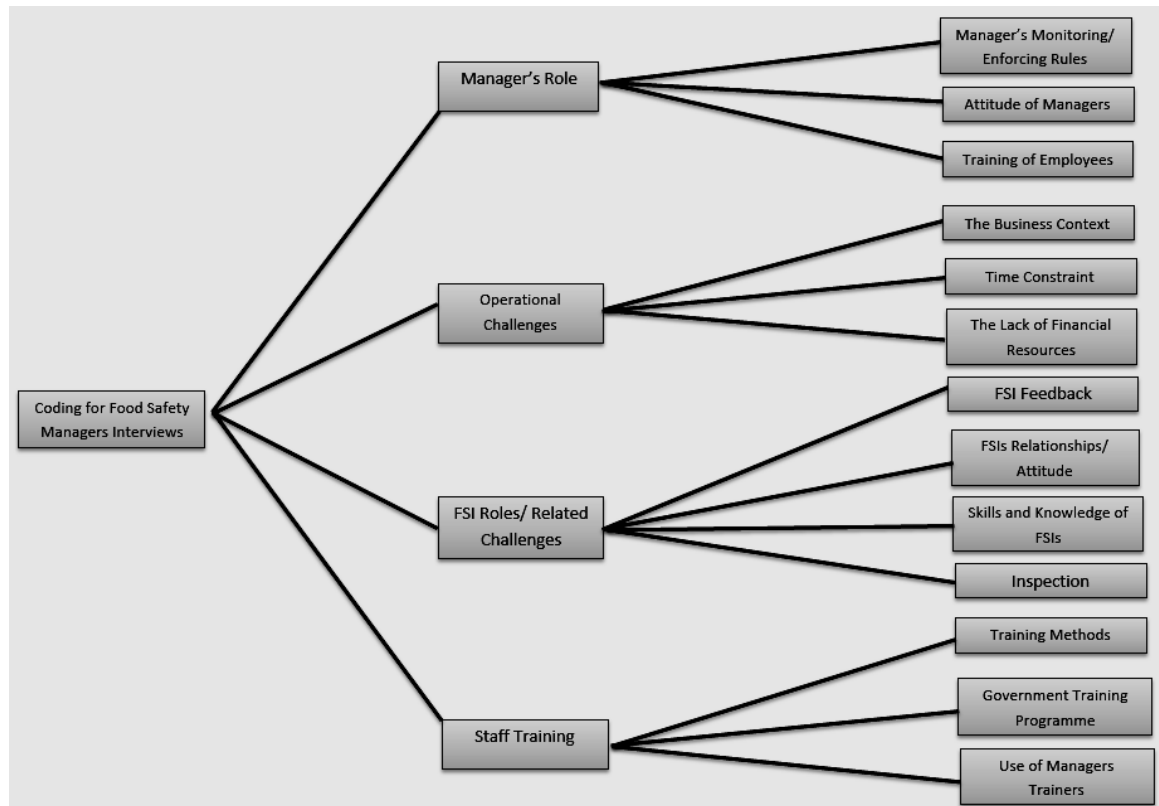 Coding for Food Safety
Managers Interviews
Manager’s Role
Manager’s Monitoring/
Enforcing Rules
Attitude of Managers
Training of Employees
Operational
Challenges
The Business Context
Time Constraint
The Lack of Financial
Resources
FSI Roles/ Related
Challenges
FSI Feedback
FSIs Relationships/
Attitude
Skills and Knowledge of
FSIs
Inspection
Staff Training
Training Methods
Government Training
Programme
Use of Managers
Trainers